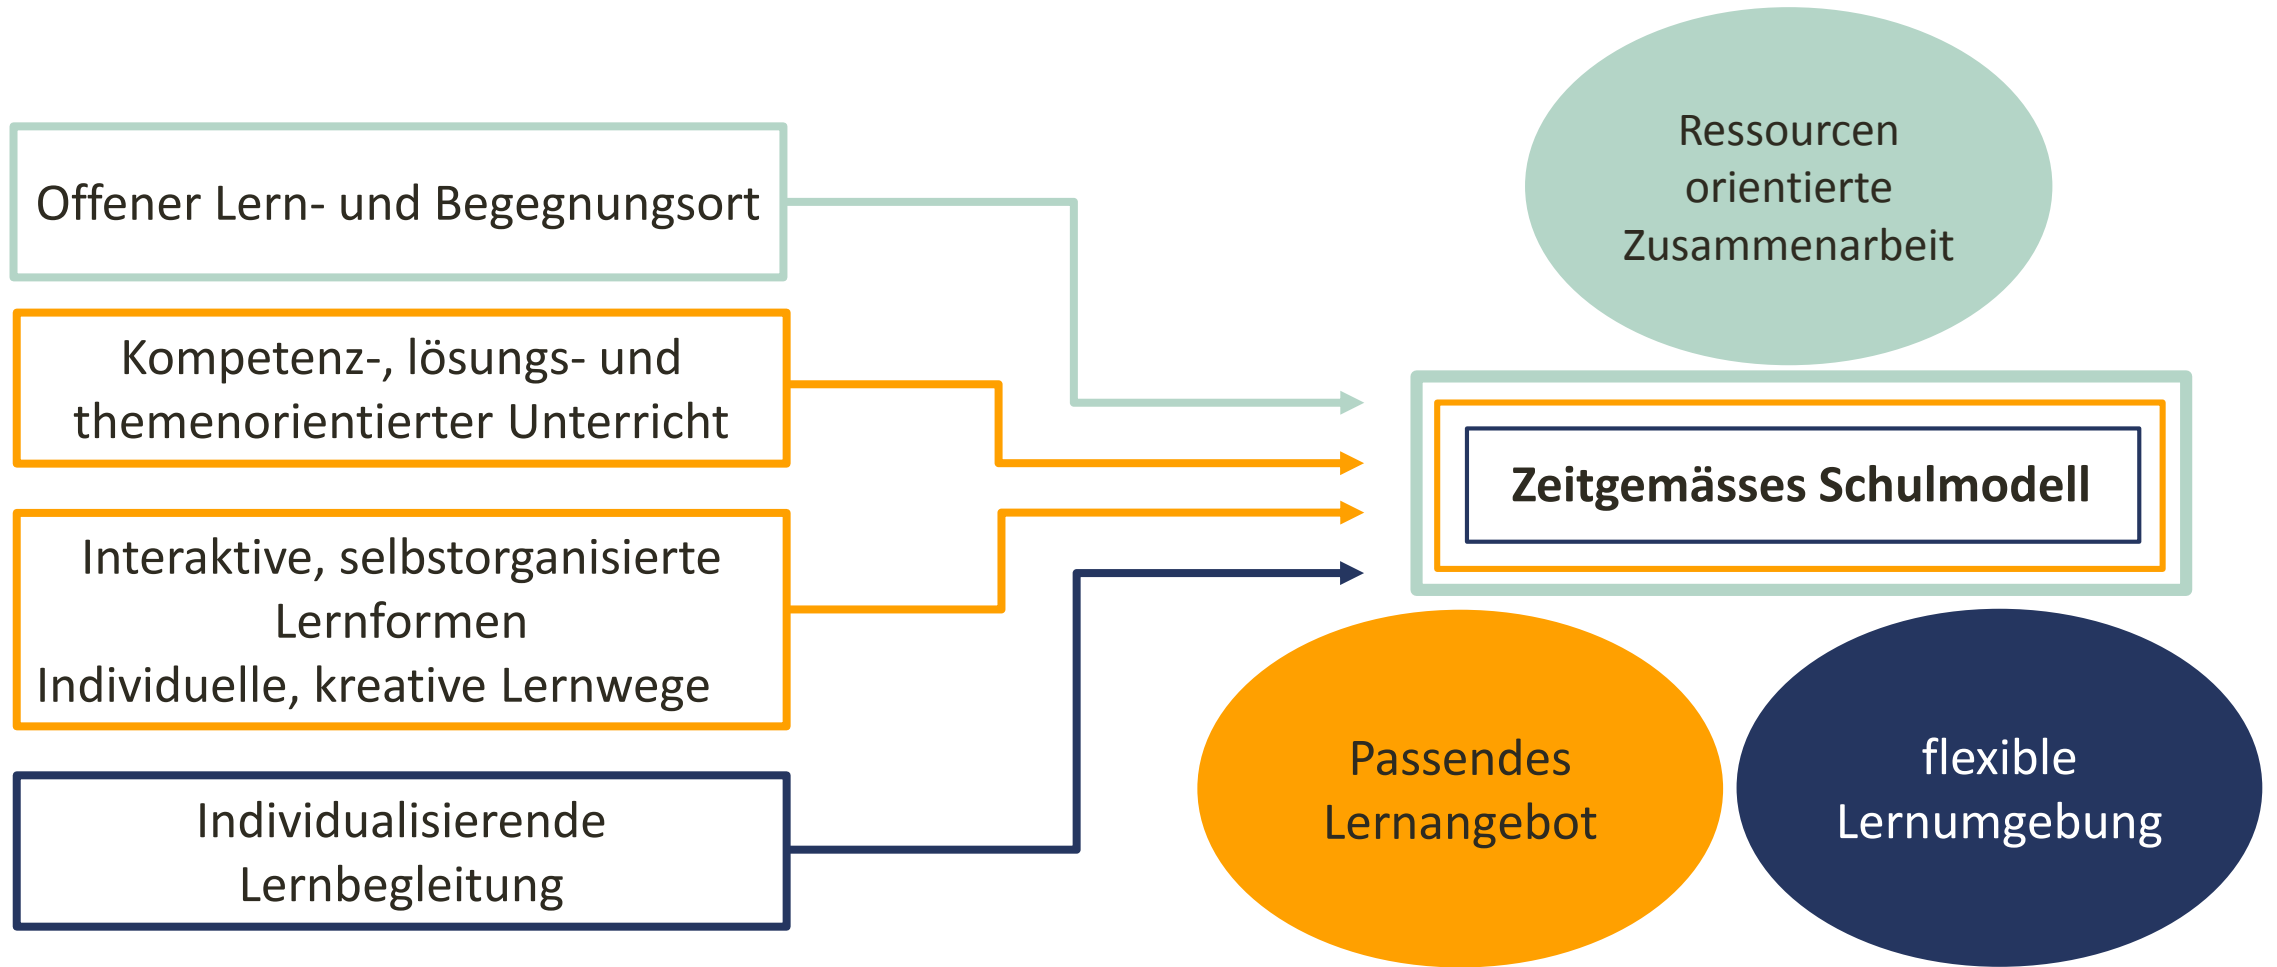 Offener Lern- und Begegnungsort
Kompetenz-, lösungs- und
themenorientierter Unterricht
Interaktive, selbstorganisierte
Lernformen
Individuelle, kreative Lernwege
Individualisierende
Lernbegleitung
Ressourcen
orientierte
Zusammenarbeit
Zeitgemässes Schulmodell
Passendes
Lernangebot
flexible
Lernumgebung